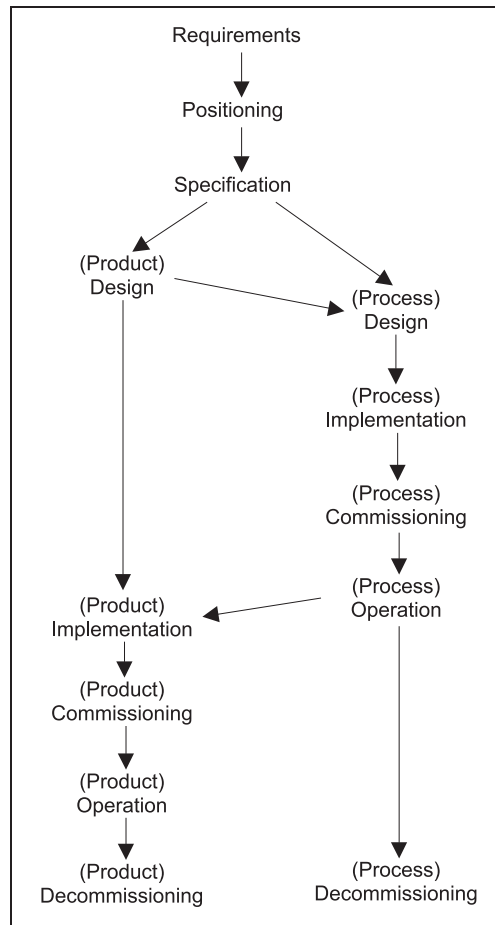 Requirements
Positioning
Specification
(Product)
Design
(Process)
Design
(Process)
Implementation
(Process)
Commissioning
(Process)
Operation
(Product)
Implementation
(Product)
Commissioning
(Product)
Operation
(Product)
Decommissioning
(Process)
Decommissioning